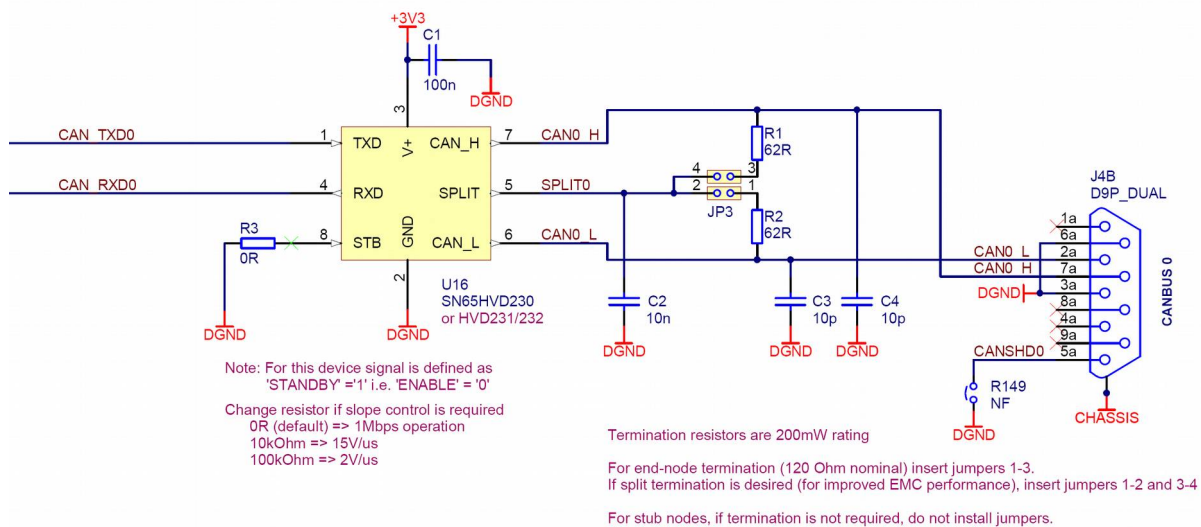 +3V3
C1
100n
DGND
3
CAN_TXD0
1
TXD
V+
CAN_H
7
CAN0_H
R1
62R
4
3
CAN_RXD0
4
RXD
SPLIT
5
SPLIT0
2
1
JP3
J4B
D9P_DUAL
R3
0R
8
STB
GND
CAN_L
6
CAN0_L
R2
62R
1a
6a
CAN0_L
2a
CAN0_H
7a
DGND
3a
8a
4a
9a
CANSHD0
5a
CANBUS 0
2
U16
SN65HVD230
or HVD231/232
C2
10n
C3
10p
C4
10p
DGND
DGND
DGND
DGND
DGND
R149
NF
DGND
CHASSIS
Note: For this device signal is defined as
'STANDBY' ='1' i.e. 'ENABLE' = '0'
Change resistor if slope control is required
0R (default) => 1Mbps operation
10kOhm => 15V/us
100kOhm => 2V/us
Termination resistors are 200mW rating
For end-node termination (120 Ohm nominal) insert jumpers 1-3.
If split termination is desired (for improved EMC performance), insert jumpers 1-2 and 3-4
For stub nodes, if termination is not required, do not install jumpers.